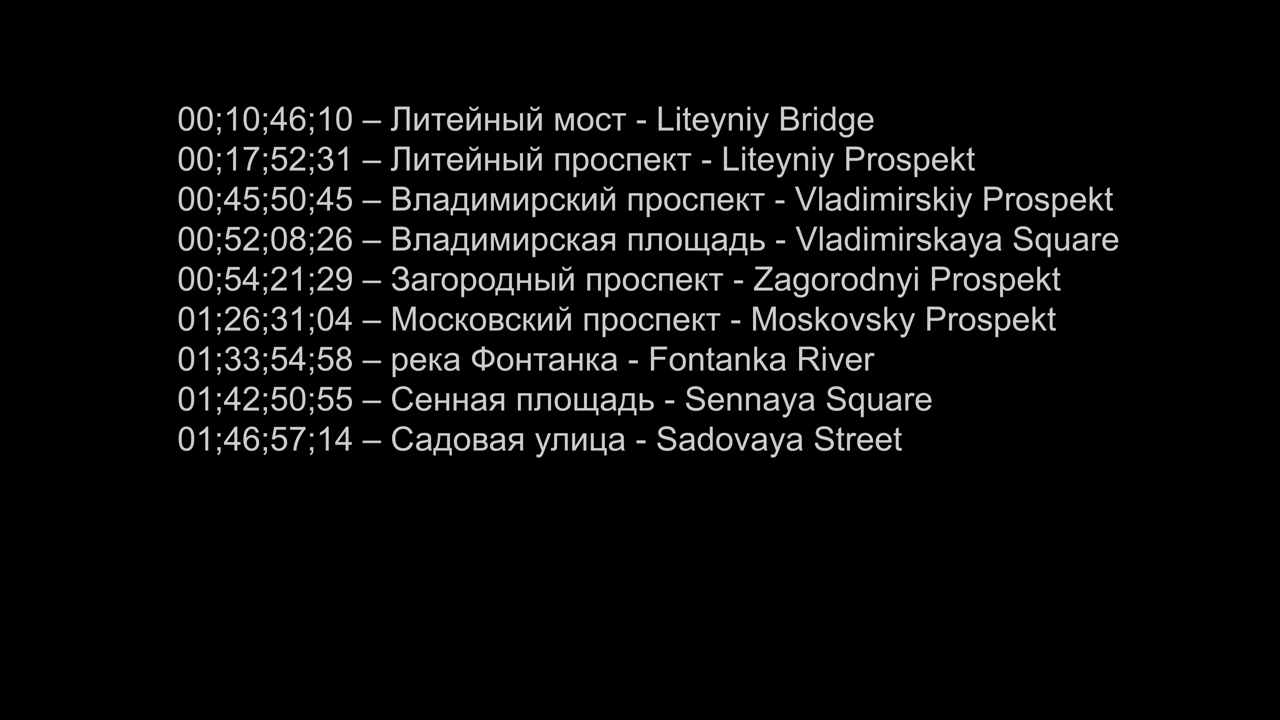 00;10;46;10 – Литейный мост - Liteyniy Bridge
00;17;52;31 – Литейный проспект - Liteyniy Prospekt
00;45;50;45 – Владимирский проспект - Vladimirskiy Prospekt
00;52;08;26 – Владимирская площадь - Vladimirskaya Square
00;54;21;29 – Загородный проспект - Zagorodnyi Prospekt
01;26;31;04 – Московский проспект - Moskovsky Prospekt
01;33;54;58 – река Фонтанка - Fontanka River
01;42;50;55 – Сенная площадь - Sennaya Square
01;46;57;14 – Садовая улица - Sadovaya Street